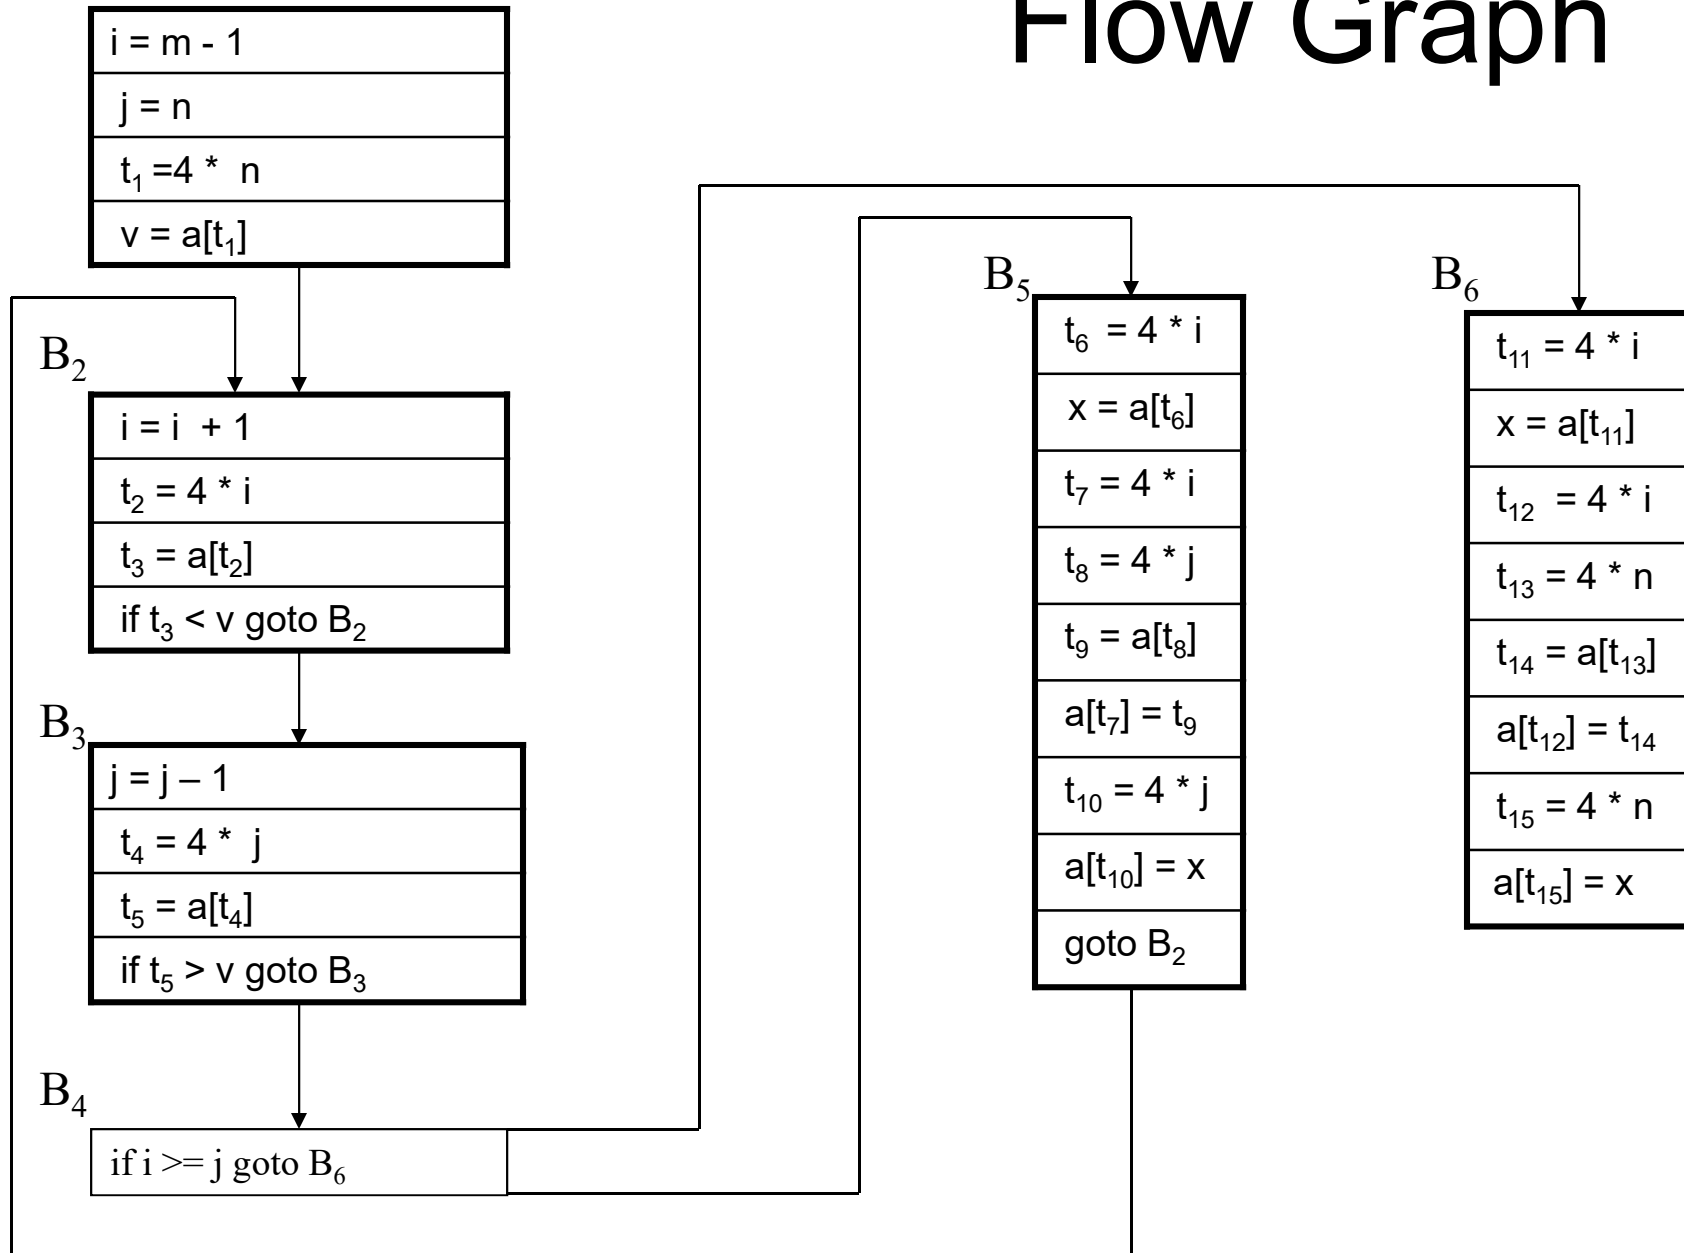 Flow Graph
i = m - 1
j = n
t₁ =4 * n
v = a[t₁]
B₂
i = i + 1
t₂ = 4 * i
t₃ = a[t₂]
if t₃ < v goto B₂
B₃
j = j – 1
t₄ = 4 * j
t₅ = a[t₄]
if t₅ > v goto B₃
B₄
if i >= j goto B₆
B₅
t₆ = 4 * i
x = a[t₆]
t₇ = 4 * i
t₈ = 4 * j
t₉ = a[t₈]
a[t₇] = t₉
t₁₀ = 4 * j
a[t₁₀] = x
goto B₂
B₆
t₁₁ = 4 * i
x = a[t₁₁]
t₁₂ = 4 * i
t₁₃ = 4 * n
t₁₄ = a[t₁₃]
a[t₁₂] = t₁₄
t₁₅ = 4 * n
a[t₁₅] = x